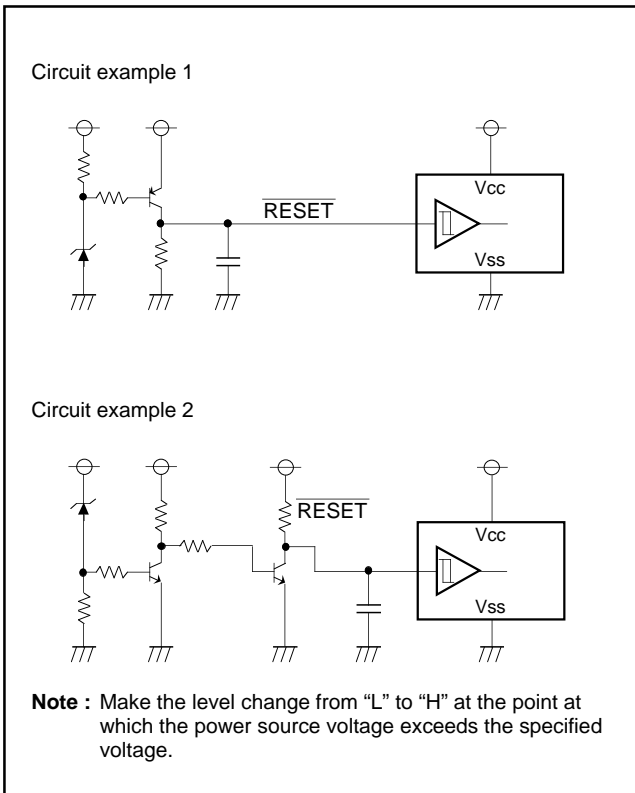 Circuit example 1
RESET
Vcc
Vss
Circuit example 2
RESET
Vcc
Vss
Note : Make the level change from “L” to “H” at the point at
which the power source voltage exceeds the specified
voltage.